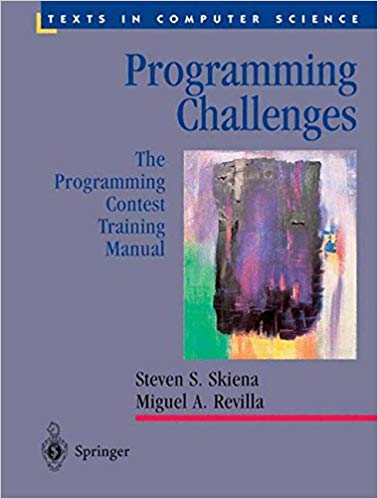 TEXTS IN COMPUTER SCIENCE
Programming
Challenges
The
Programming
Contest
Training
Manual
Steven S. Skiena
Miguel A. Revilla
Springer